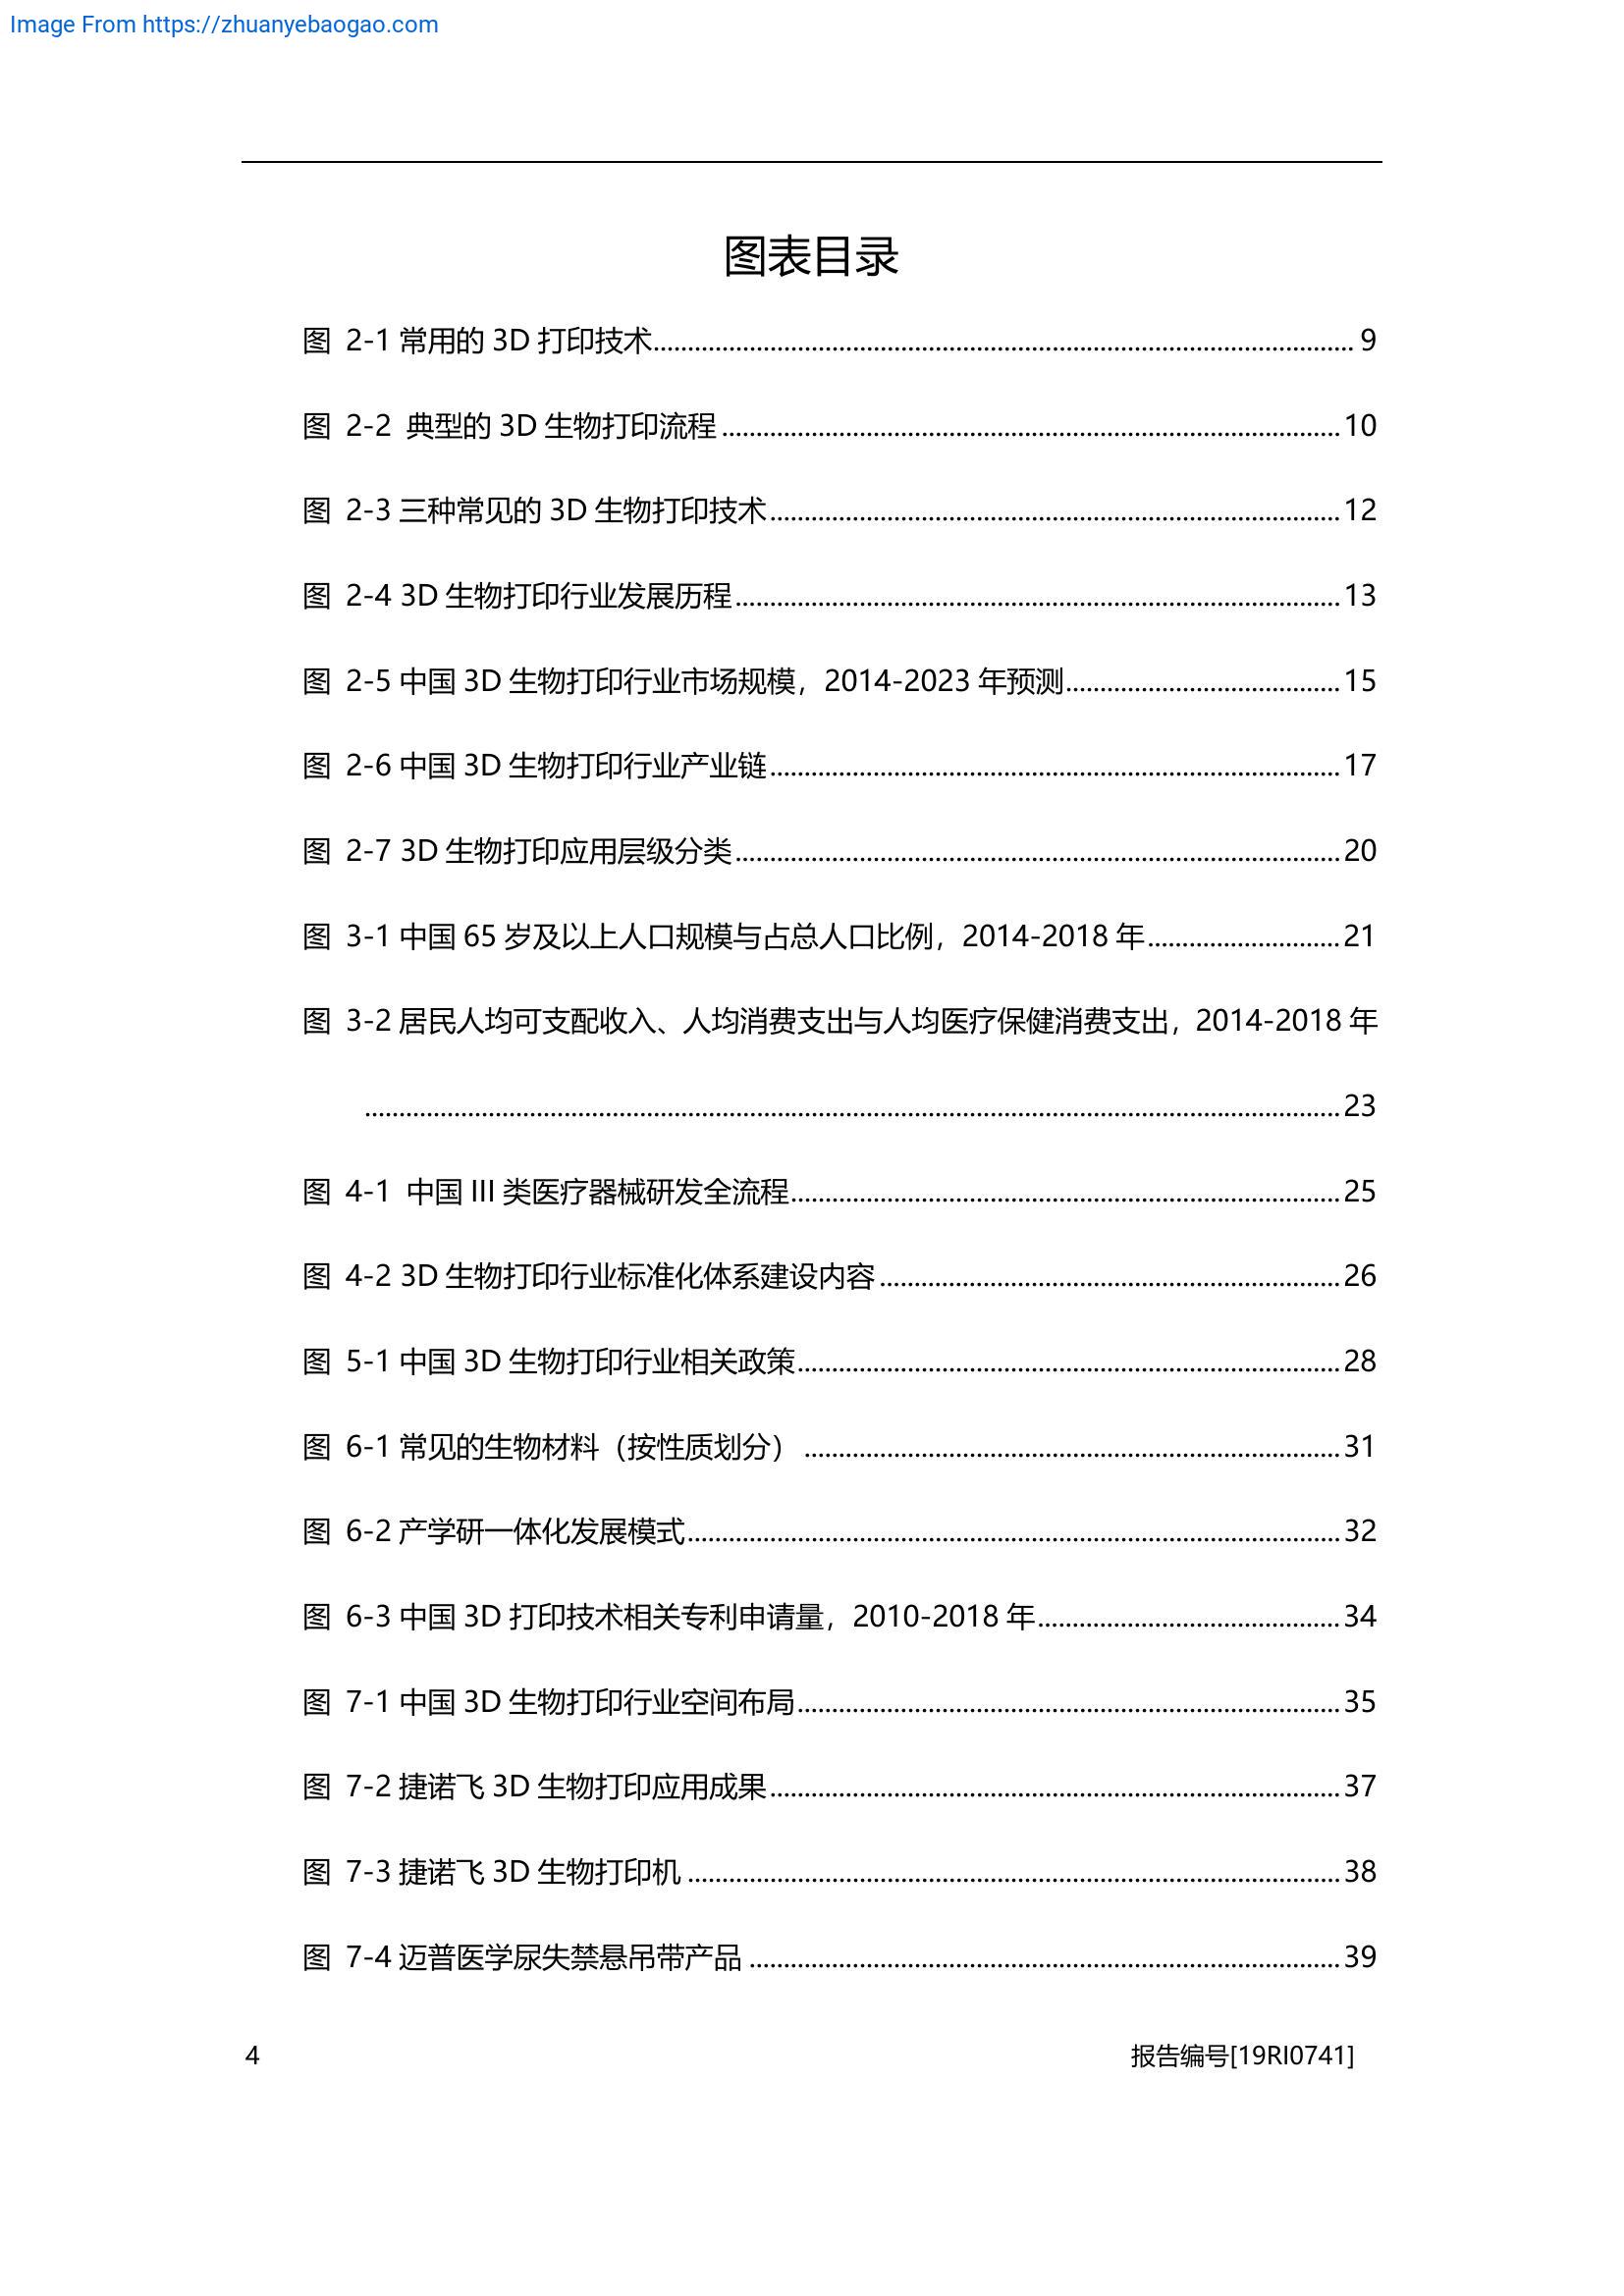 Image From https://zhuanyebaogao.com
图表目录
图 2-1 常用的 3D 打印技术 9
图 2-2 典型的 3D 生物打印流程 10
图 2-3 三种常见的 3D 生物打印技术 12
图 2-4 3D 生物打印行业发展历程 13
图 2-5 中国 3D 生物打印行业市场规模，2014-2023 年预测 15
图 2-6 中国 3D 生物打印行业产业链 17
图 2-7 3D 生物打印应用层级分类 20
图 3-1 中国 65 岁及以上人口规模与占总人口比例，2014-2018 年 21
图 3-2 居民人均可支配收入、人均消费支出与人均医疗保健消费支出，2014-2018 年
23
图 4-1 中国 III 类医疗器械研发全流程 25
图 4-2 3D 生物打印行业标准化体系建设内容 26
图 5-1 中国 3D 生物打印行业相关政策 28
图 6-1 常见的生物材料（按性质划分） 31
图 6-2 产学研一体化发展模式 32
图 6-3 中国 3D 打印技术相关专利申请量，2010-2018 年 34
图 7-1 中国 3D 生物打印行业空间布局 35
图 7-2 捷诺飞 3D 生物打印应用成果 37
图 7-3 捷诺飞 3D 生物打印机 38
图 7-4 迈普医学尿失禁悬吊带产品 39
4 报告编号[19RI0741]